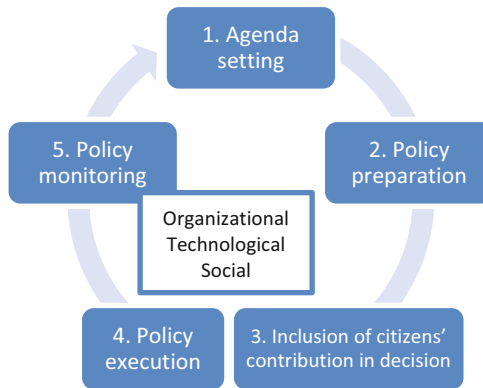 1. Agenda
setting
2. Policy
preparation
3. Inclusion of citizens’
contribution in decision
4. Policy
execution
5. Policy
monitoring
Organizational
Technological
Social